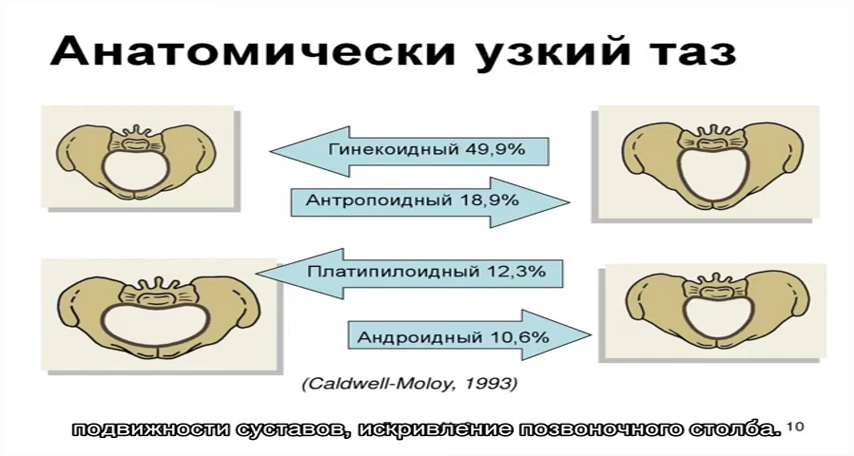 Анатомически узкий таз
Гинекоидный 49,9%
Антропоидный 18,9%
Платипилоидный 12,3%
Андроидный 10,6%
(Caldwell-Moloy, 1993)
подвижности суставов, искривление позвоночного столба.
10